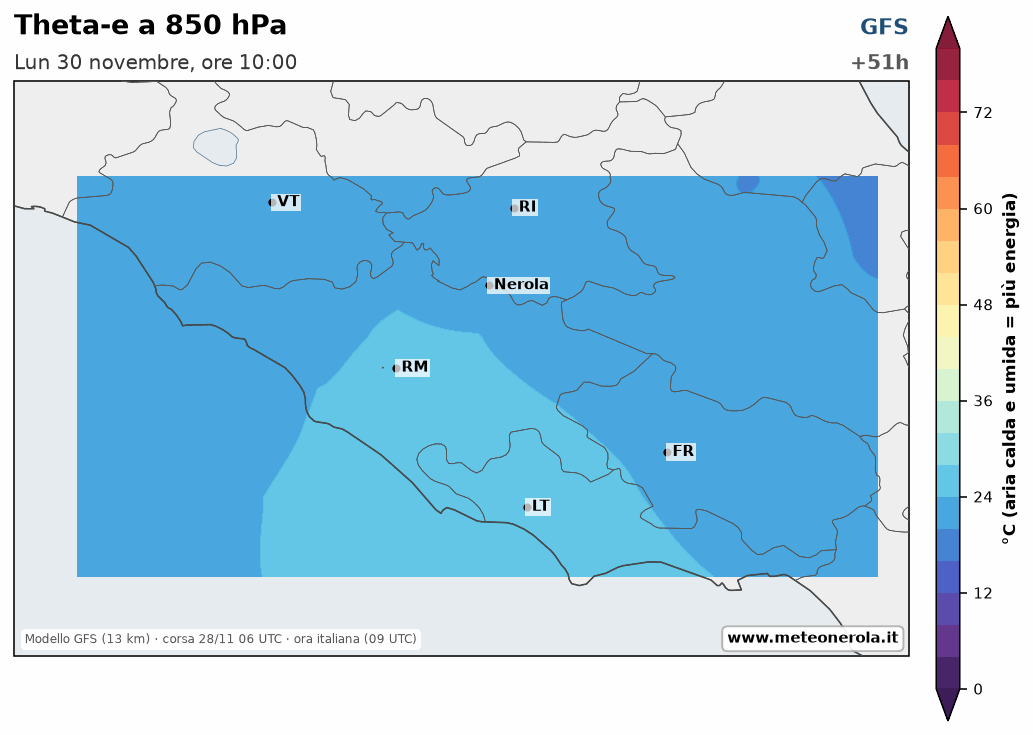 Theta-e a 850 hPa
GFS
Lun 30 novembre, ore 10:00
+51h
VT
RI
Nerola
RM
FR
LT
72
60
48
36
24
12
0
°C (aria calda e umida = più energia)
Modello GFS (13 km) · corsa 28/11 06 UTC · ora italiana (09 UTC)
www.meteonerola.it